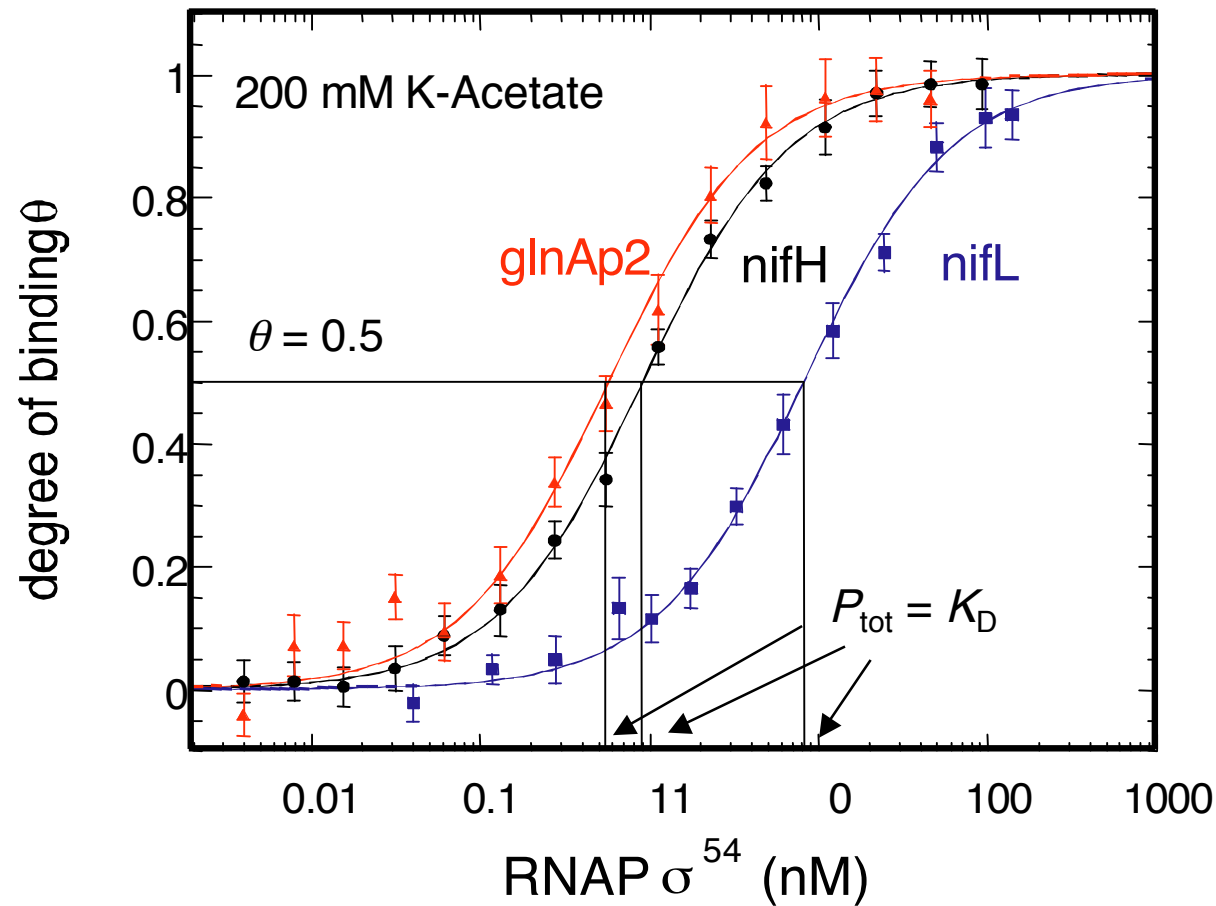 200 mM K-Acetate
glnAp2
nifH
nifL
θ = 0.5
P_tot = K_D
degree of binding θ
1
0.8
0.6
0.4
0.2
0
0.01 0.1 11 0 100 1000
RNAP σ^54 (nM)